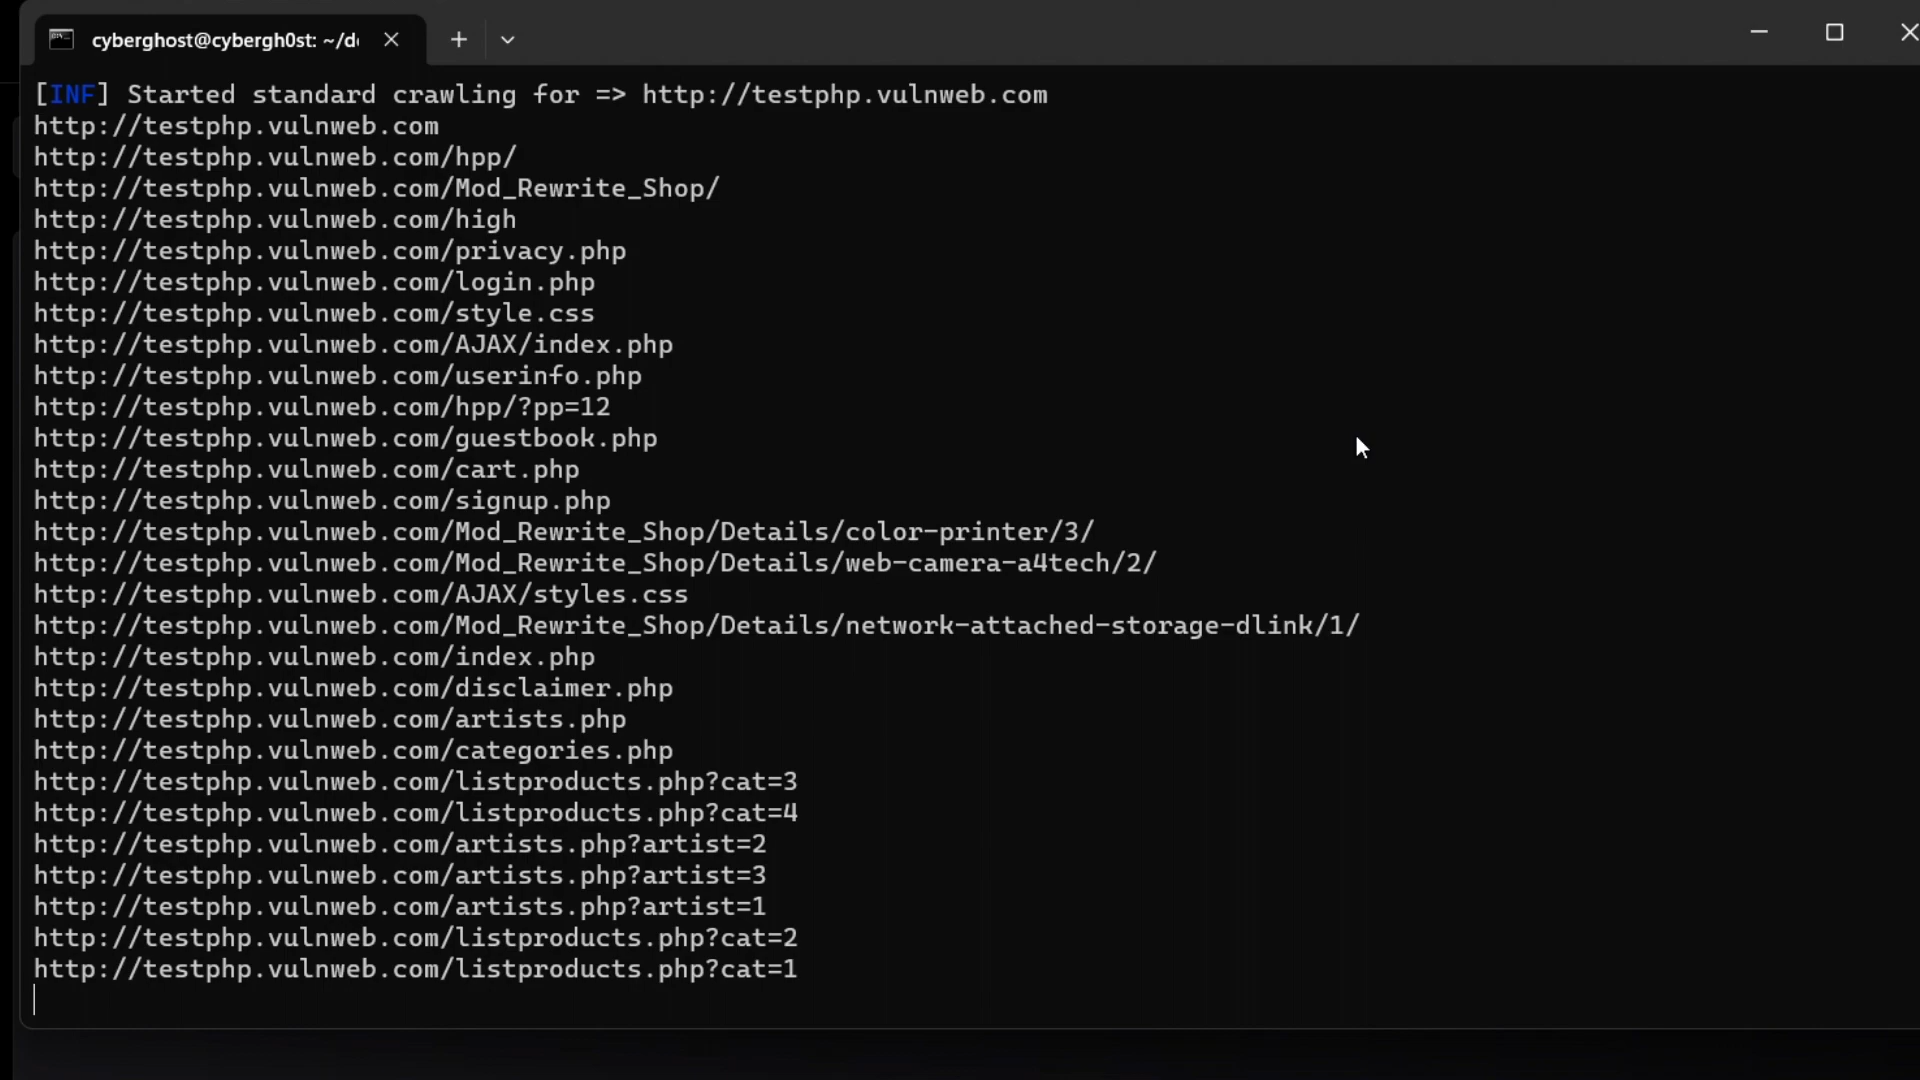 cyberghost@cybergh0st: ~/d
[INF] Started standard crawling for => http://testphp.vulnweb.com
http://testphp.vulnweb.com
http://testphp.vulnweb.com/hpp/
http://testphp.vulnweb.com/Mod_Rewrite_Shop/
http://testphp.vulnweb.com/high
http://testphp.vulnweb.com/privacy.php
http://testphp.vulnweb.com/login.php
http://testphp.vulnweb.com/style.css
http://testphp.vulnweb.com/AJAX/index.php
http://testphp.vulnweb.com/userinfo.php
http://testphp.vulnweb.com/hpp/?pp=12
http://testphp.vulnweb.com/guestbook.php
http://testphp.vulnweb.com/cart.php
http://testphp.vulnweb.com/signup.php
http://testphp.vulnweb.com/Mod_Rewrite_Shop/Details/color-printer/3/
http://testphp.vulnweb.com/Mod_Rewrite_Shop/Details/web-camera-a4tech/2/
http://testphp.vulnweb.com/AJAX/styles.css
http://testphp.vulnweb.com/Mod_Rewrite_Shop/Details/network-attached-storage-dlink/1/
http://testphp.vulnweb.com/index.php
http://testphp.vulnweb.com/disclaimer.php
http://testphp.vulnweb.com/artists.php
http://testphp.vulnweb.com/categories.php
http://testphp.vulnweb.com/listproducts.php?cat=3
http://testphp.vulnweb.com/listproducts.php?cat=4
http://testphp.vulnweb.com/artists.php?artist=2
http://testphp.vulnweb.com/artists.php?artist=3
http://testphp.vulnweb.com/artists.php?artist=1
http://testphp.vulnweb.com/listproducts.php?cat=2
http://testphp.vulnweb.com/listproducts.php?cat=1